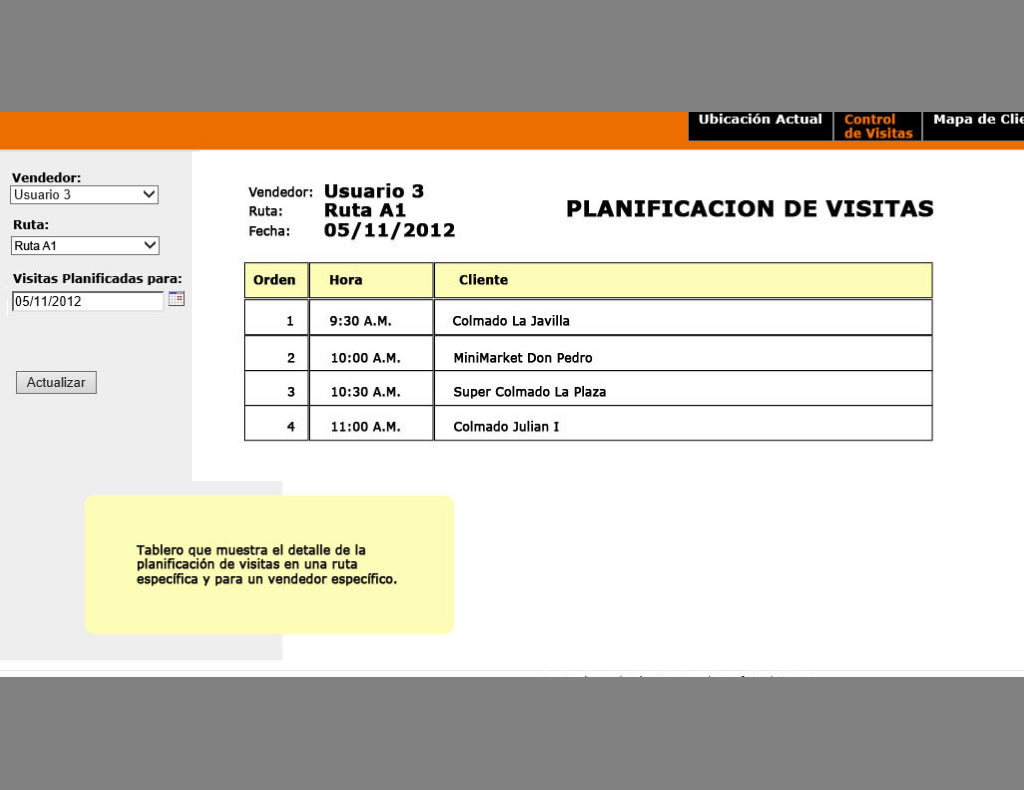 Ubicación Actual
Control
de Visitas
Mapa de
Vendedor:
Usuario 3
Ruta:
Ruta A1
Visitas Planificadas para:
05/11/2012
Actualizar
Vendedor: Usuario 3
Ruta: Ruta A1
Fecha: 05/11/2012
PLANIFICACION DE VISITAS
Orden Hora Cliente
1 9:30 A.M. Colmado La Javilla
2 10:00 A.M. MiniMarket Don Pedro
3 10:30 A.M. Super Colmado La Plaza
4 11:00 A.M. Colmado Julian I
Tablero que muestra el detalle de la
planificación de visitas en una ruta
específica y para un vendedor específico.